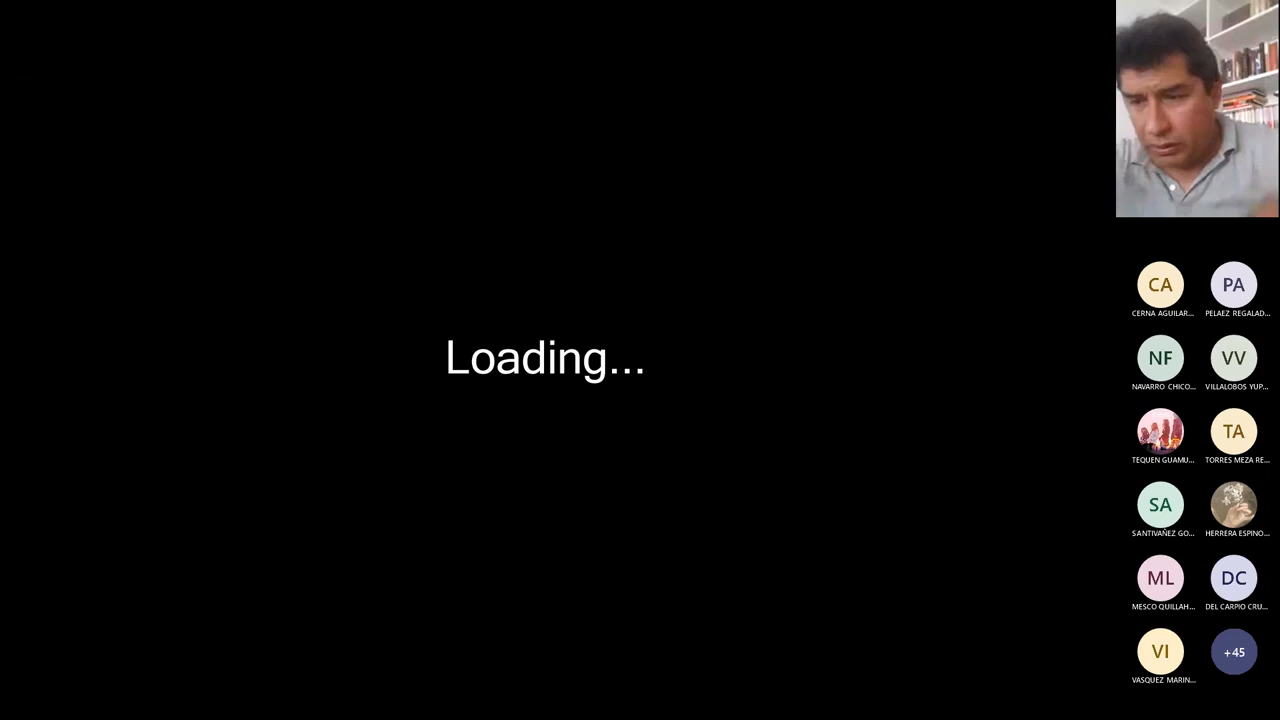 Loading...
CA
PA
CERNA AGUILAR...
PELAEZ REGALAD...
NF
VV
NAVARRO CHICO...
VILLALOBOS YUP...
TA
TEQUEN GUAMU...
TORRES MEZA RE...
SA
SANTIVAÑEZ GO...
HERRERA ESPINO...
ML
DC
MESCO QUILLAH...
DEL CARPIO CRU...
VI
+45
VASQUEZ MARIN...